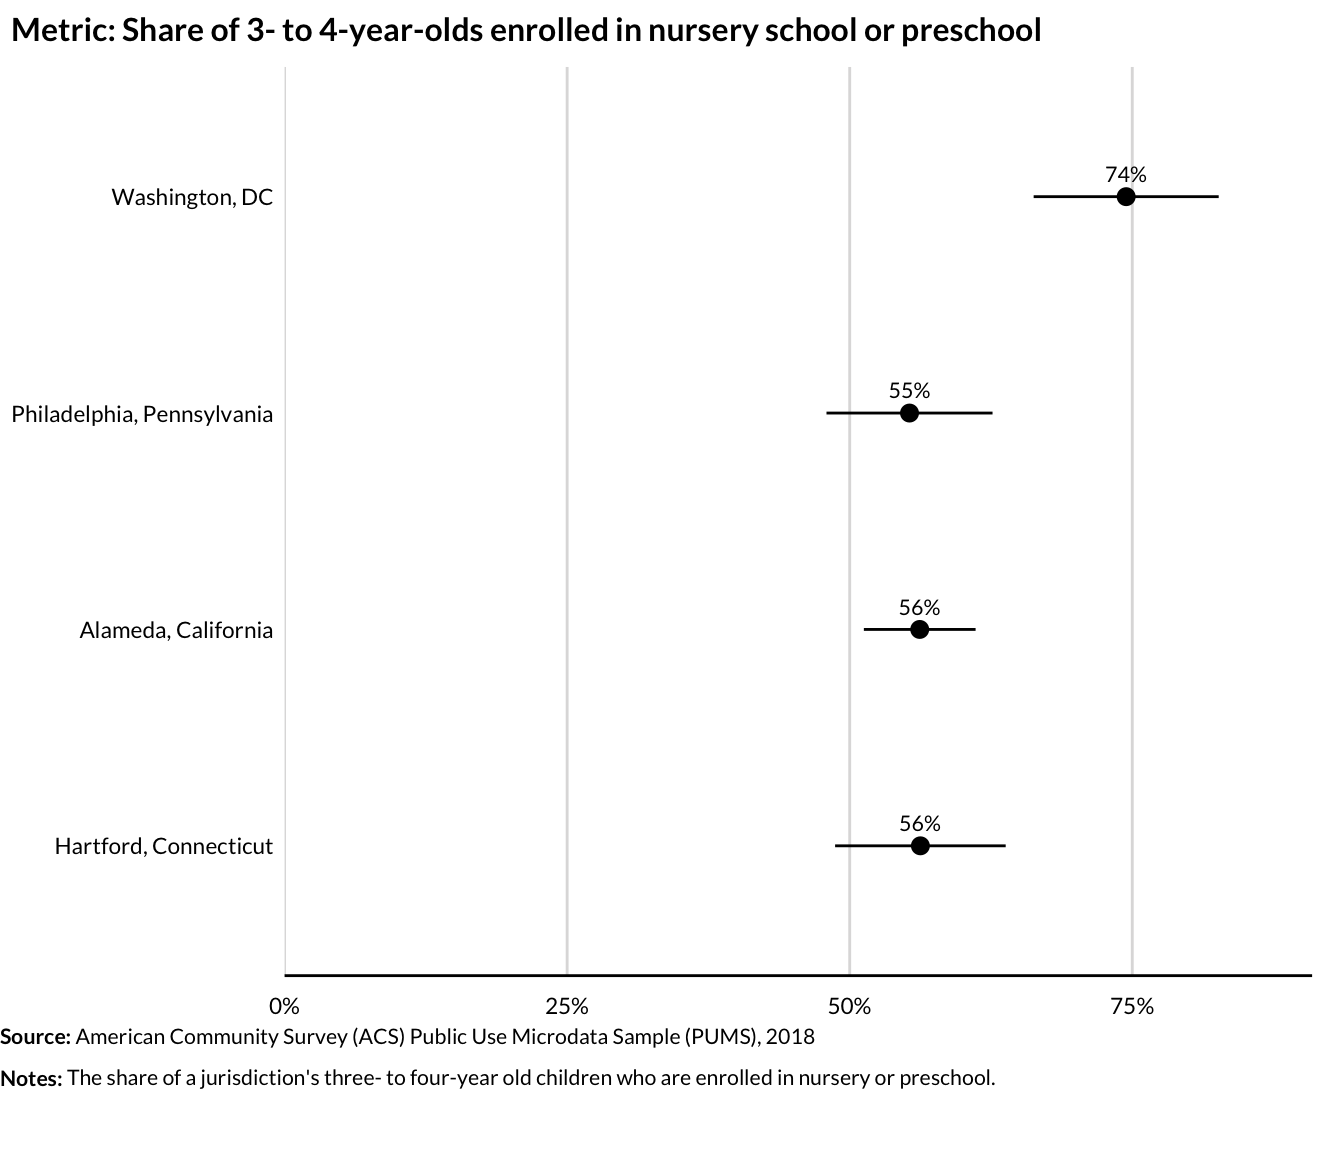 Metric: Share of 3- to 4-year-olds enrolled in nursery school or preschool
74%
Washington, DC
55%
Philadelphia, Pennsylvania
56%
Alameda, California
56%
Hartford, Connecticut
0% 25% 50% 75%
Source: American Community Survey (ACS) Public Use Microdata Sample (PUMS), 2018
Notes: The share of a jurisdiction's three- to four-year old children who are enrolled in nursery or preschool.